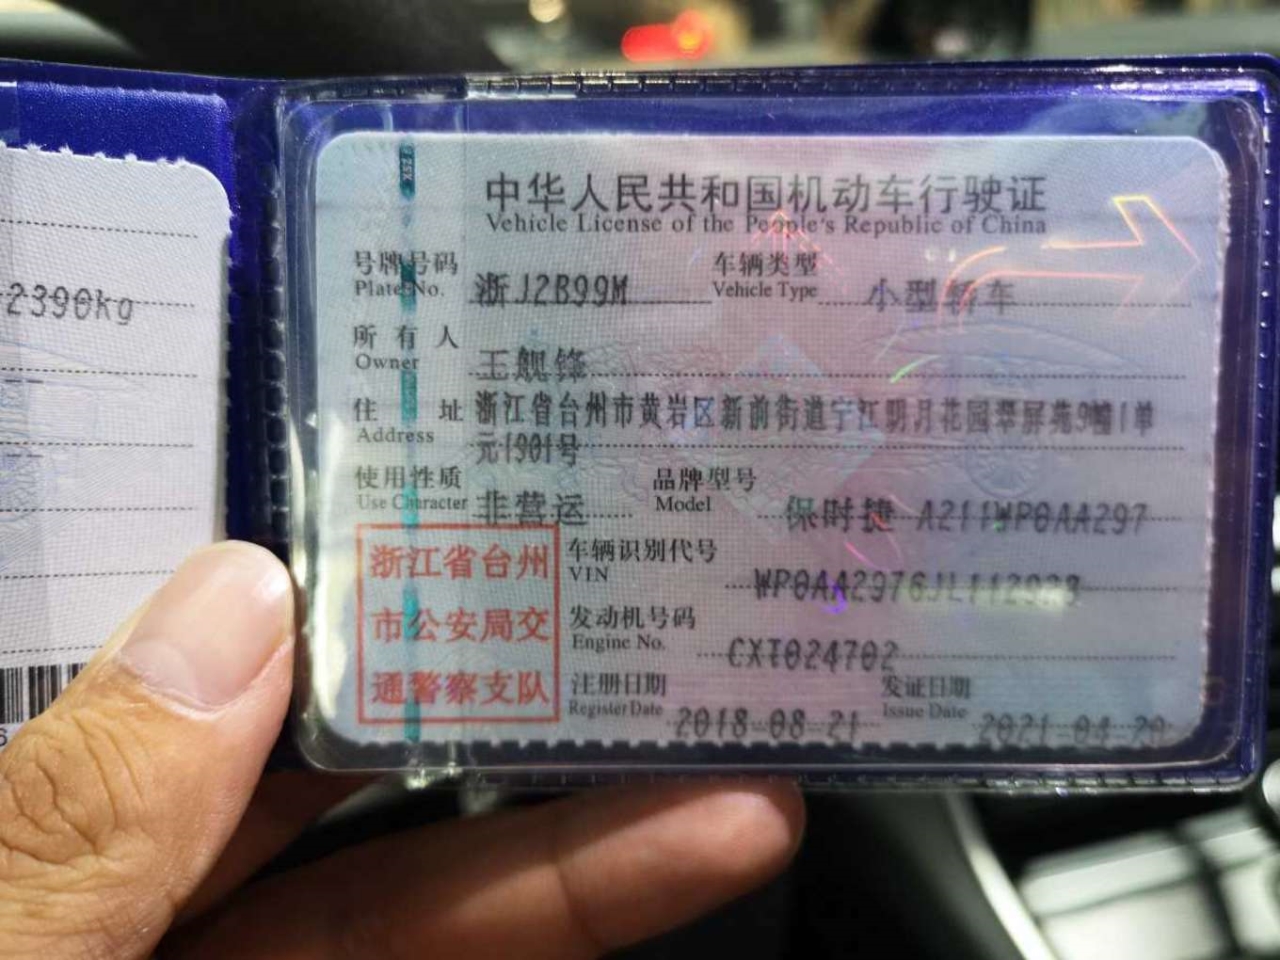 2390kg
中华人民共和国机动车行驶证
Vehicle License of the People's Republic of China
号牌号码 浙J2B99M 车辆类型 小型轿车
Plate No. Vehicle Type
所有人 王觊锋
Owner
住址 浙江省台州市黄岩区新前街道宁江明月花园翠屏苑9幢1单
Address
元1901号
使用性质 非营运 品牌型号 保时捷 A211WP0AA297
Use Character Model
浙江省台州
市公安局交
通警察支队
车辆识别代号
VIN
发动机号码
Engine No. CXT024702
注册日期 发证日期
Register Date 2018-08-21 Issue Date 2021-04-20